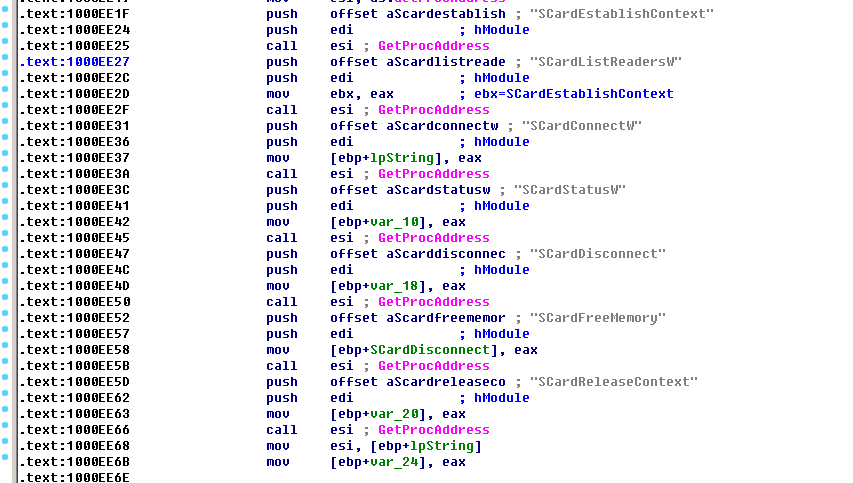 mov esi, ds:GetProcAddress
.text:1000EE1F push offset aScardestablish ; "SCardEstablishContext"
.text:1000EE24 push edi ; hModule
.text:1000EE25 call esi ; GetProcAddress
.text:1000EE27 push offset aScardlistreade ; "SCardListReadersW"
.text:1000EE2C push edi ; hModule
.text:1000EE2D mov ebx, eax ; ebx=SCardEstablishContext
.text:1000EE2F call esi ; GetProcAddress
.text:1000EE31 push offset aScardconnectw ; "SCardConnectW"
.text:1000EE36 push edi ; hModule
.text:1000EE37 mov [ebp+lpString], eax
.text:1000EE3A call esi ; GetProcAddress
.text:1000EE3C push offset aScardstatusw ; "SCardStatusW"
.text:1000EE41 push edi ; hModule
.text:1000EE42 mov [ebp+var_10], eax
.text:1000EE45 call esi ; GetProcAddress
.text:1000EE47 push offset aScarddisconnec ; "SCardDisconnect"
.text:1000EE4C push edi ; hModule
.text:1000EE4D mov [ebp+var_18], eax
.text:1000EE50 call esi ; GetProcAddress
.text:1000EE52 push offset aScardfreememor ; "SCardFreeMemory"
.text:1000EE57 push edi ; hModule
.text:1000EE58 mov [ebp+SCardDisconnect], eax
.text:1000EE5B call esi ; GetProcAddress
.text:1000EE5D push offset aScardreleaseco ; "SCardReleaseContext"
.text:1000EE62 push edi ; hModule
.text:1000EE63 mov [ebp+var_20], eax
.text:1000EE66 call esi ; GetProcAddress
.text:1000EE68 mov esi, [ebp+lpString]
.text:1000EE6B mov [ebp+var_24], eax
.text:1000EE6E